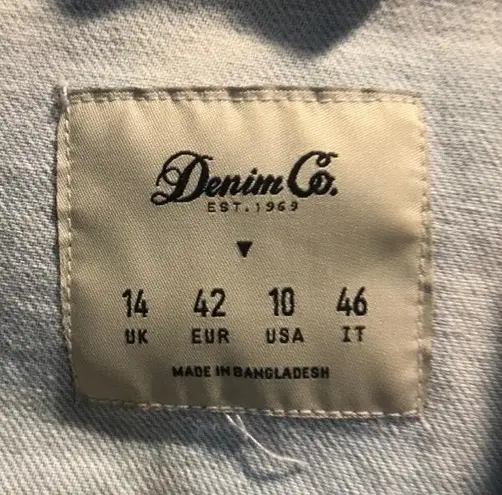 Denim Co.
EST. 1969
14 42 10 46
UK EUR USA IT
MADE IN BANGLADESH